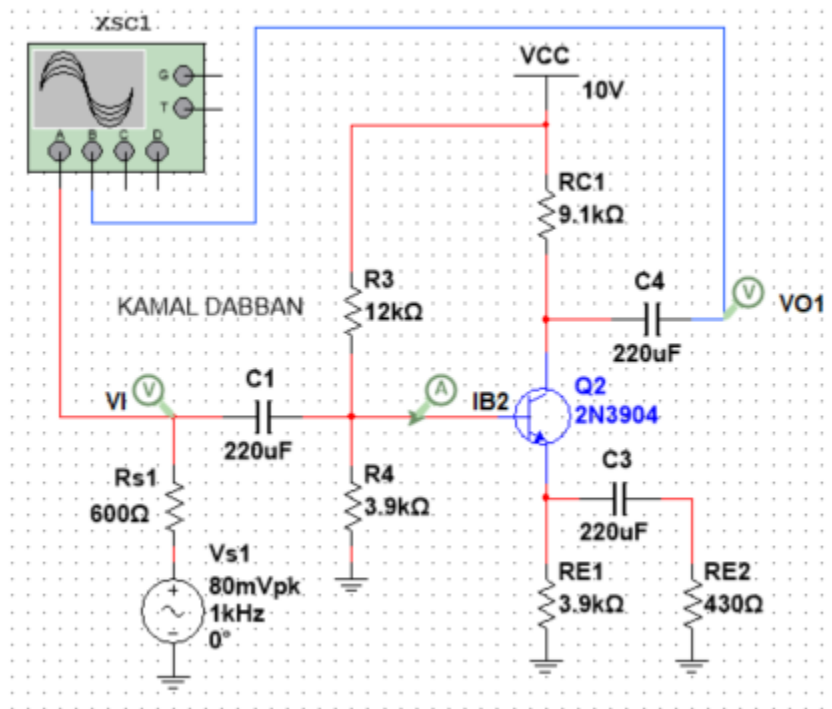 XSC1
G
T
A B C D
VCC
10V
RC1
9.1kΩ
R3
12kΩ
C4
220uF
V
VO1
KAMAL DABBAN
VI
V
C1
220uF
A
IB2
Q2
2N3904
Rs1
600Ω
R4
3.9kΩ
C3
220uF
Vs1
80mVpk
1kHz
0°
RE1
3.9kΩ
RE2
430Ω